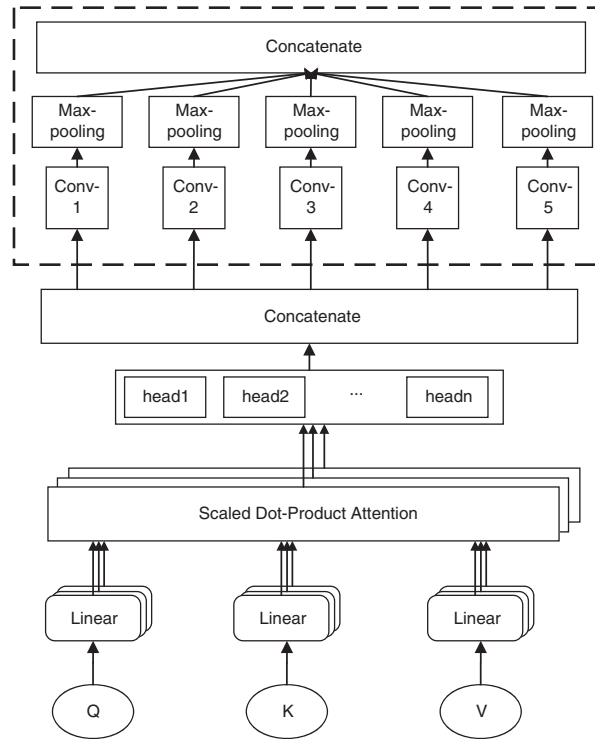 Concatenate
Max-
pooling
Max-
pooling
Max-
pooling
Max-
pooling
Max-
pooling
Conv-
1
Conv-
2
Conv-
3
Conv-
4
Conv-
5
Concatenate
head1
head2
...
headn
Scaled Dot-Product Attention
Linear
Linear
Linear
Q
K
V